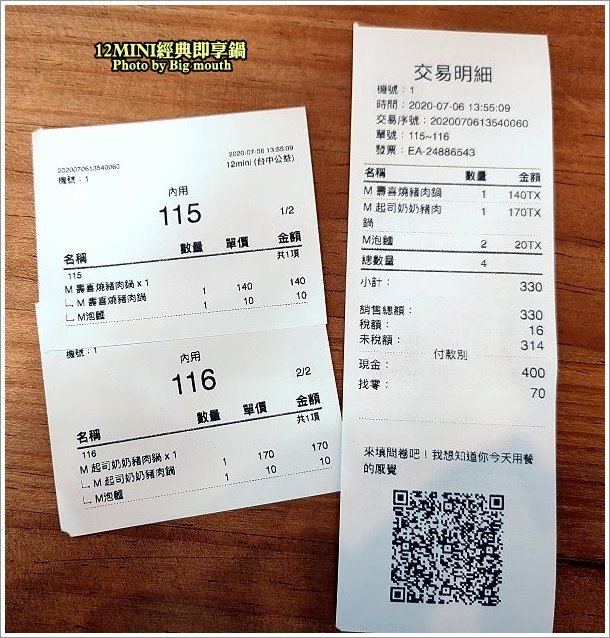 12MINI經典即享鍋
Photo by Big mouth
2020-07-06 13:55:09
2020070613540060
12mini (台中公益)
機號：1
內用
115
1/2
名稱 數量 單價 金額
共1項
115
M 壽喜燒豬肉鍋 x 1
∟ M 壽喜燒豬肉鍋 1 140 140
∟ M泡麵 1 10 10
機號：1
內用
116
2/2
名稱 數量 單價 金額
共1項
116
M 起司奶奶豬肉鍋 x 1
∟ M 起司奶奶豬肉鍋 1 170 170
∟ M泡麵 1 10 10
交易明細
機號：1
時間：2020-07-06 13:55:09
交易序號：2020070613540060
單號：115~116
發票：EA-24886543
名稱 數量 金額
M 壽喜燒豬肉鍋 1 140TX
M 起司奶奶豬肉 1 170TX
鍋
M泡麵 2 20TX
總數量 4
小計： 330
銷售總額： 330
稅額： 16
未稅額： 314
付款別
現金： 400
找零： 70
來填問卷吧！我想知道你今天用餐
的感覺